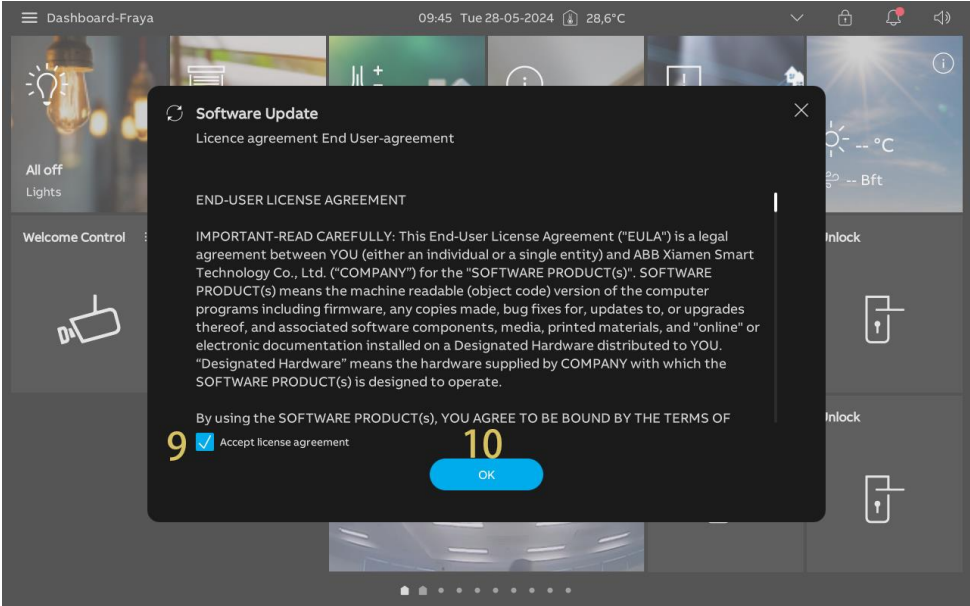 Dashboard-Fraya
09:45 Tue 28-05-2024 28,6°C
Software Update
Licence agreement End User-agreement
END-USER LICENSE AGREEMENT
IMPORTANT-READ CAREFULLY: This End-User License Agreement ("EULA") is a legal
agreement between YOU (either an individual or a single entity) and ABB Xiamen Smart
Technology Co., Ltd. ("COMPANY") for the "SOFTWARE PRODUCT(s)". SOFTWARE
PRODUCT(s) means the machine readable (object code) version of the computer
programs including firmware, any copies made, bug fixes for, updates to, or upgrades
thereof, and associated software components, media, printed materials, and "online" or
electronic documentation installed on a Designated Hardware distributed to YOU.
“Designated Hardware” means the hardware supplied by COMPANY with which the
SOFTWARE PRODUCT(s) is designed to operate.
By using the SOFTWARE PRODUCT(s), YOU AGREE TO BE BOUND BY THE TERMS OF
9 Accept license agreement
10
OK
All off
Lights
-- °C
-- Bft
Welcome Control
Unlock
Unlock